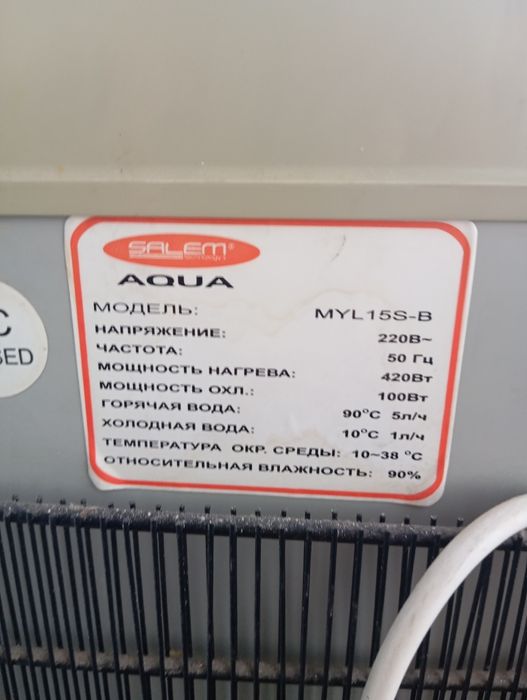 SALEM®
AQUA
МОДЕЛЬ: MYL15S-B
НАПРЯЖЕНИЕ: 220В~
ЧАСТОТА: 50 Гц
МОЩНОСТЬ НАГРЕВА: 420Вт
МОЩНОСТЬ ОХЛ.: 100Вт
ГОРЯЧАЯ ВОДА: 90°C 5л/ч
ХОЛОДНАЯ ВОДА: 10°C 1л/ч
ТЕМПЕРАТУРА ОКР. СРЕДЫ: 10~38 °C
ОТНОСИТЕЛЬНАЯ ВЛАЖНОСТЬ: 90%